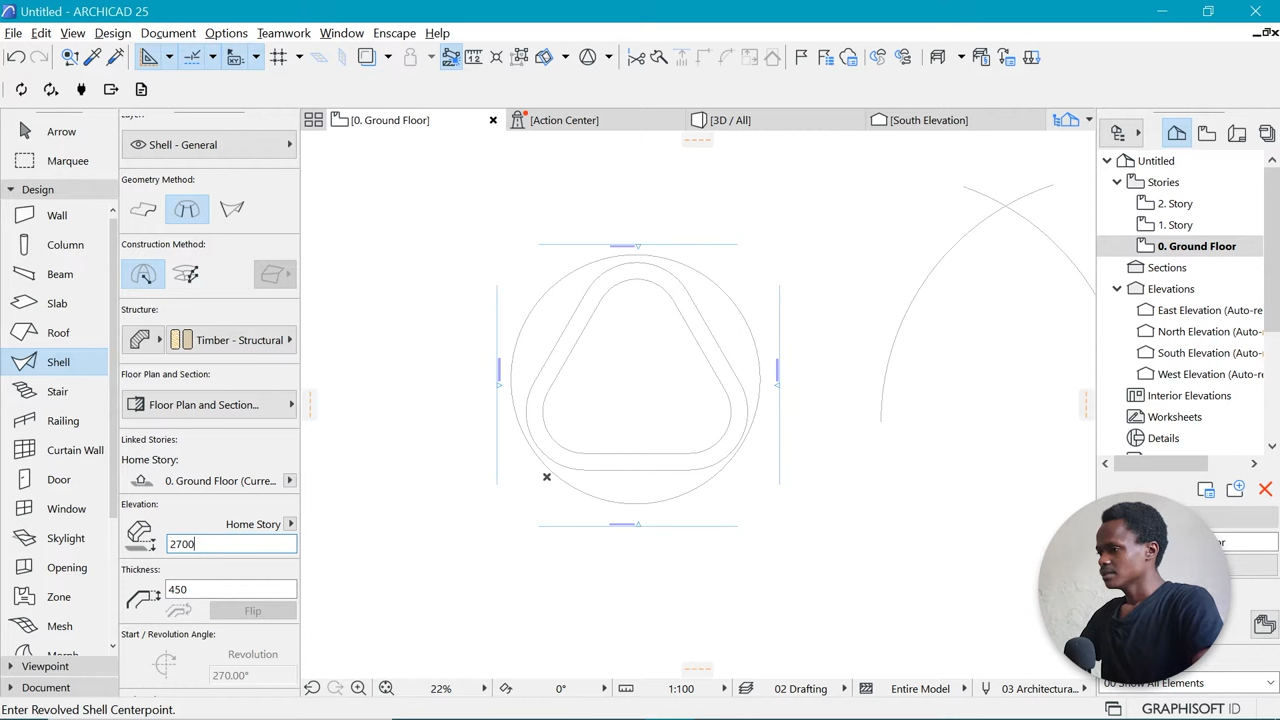 Untitled - ARCHICAD 25
File Edit View Design Document Options Teamwork Window Enscape Help
[0. Ground Floor]
[Action Center]
[3D / All]
[South Elevation]
Arrow
Marquee
Design
Wall
Column
Beam
Slab
Roof
Shell
Stair
Railing
Curtain Wall
Door
Window
Skylight
Opening
Zone
Mesh
Viewpoint
Document
Shell - General
Geometry Method:
Construction Method:
Structure:
Timber - Structural
Floor Plan and Section:
Floor Plan and Section...
Linked Stories:
Home Story:
0. Ground Floor (Curre...
Elevation:
Home Story
2700
Thickness:
450
Flip
Start / Revolution Angle:
Revolution
270.00°
Untitled
Stories
2. Story
1. Story
0. Ground Floor
Sections
Elevations
East Elevation (Auto-re
North Elevation (Auto-r
South Elevation (Auto-re
West Elevation (Auto-re
Interior Elevations
Worksheets
Details
22%
0°
1:100
02 Drafting
Entire Model
03 Architectura...
Enter Revolved Shell Centerpoint.
GRAPHISOFT ID